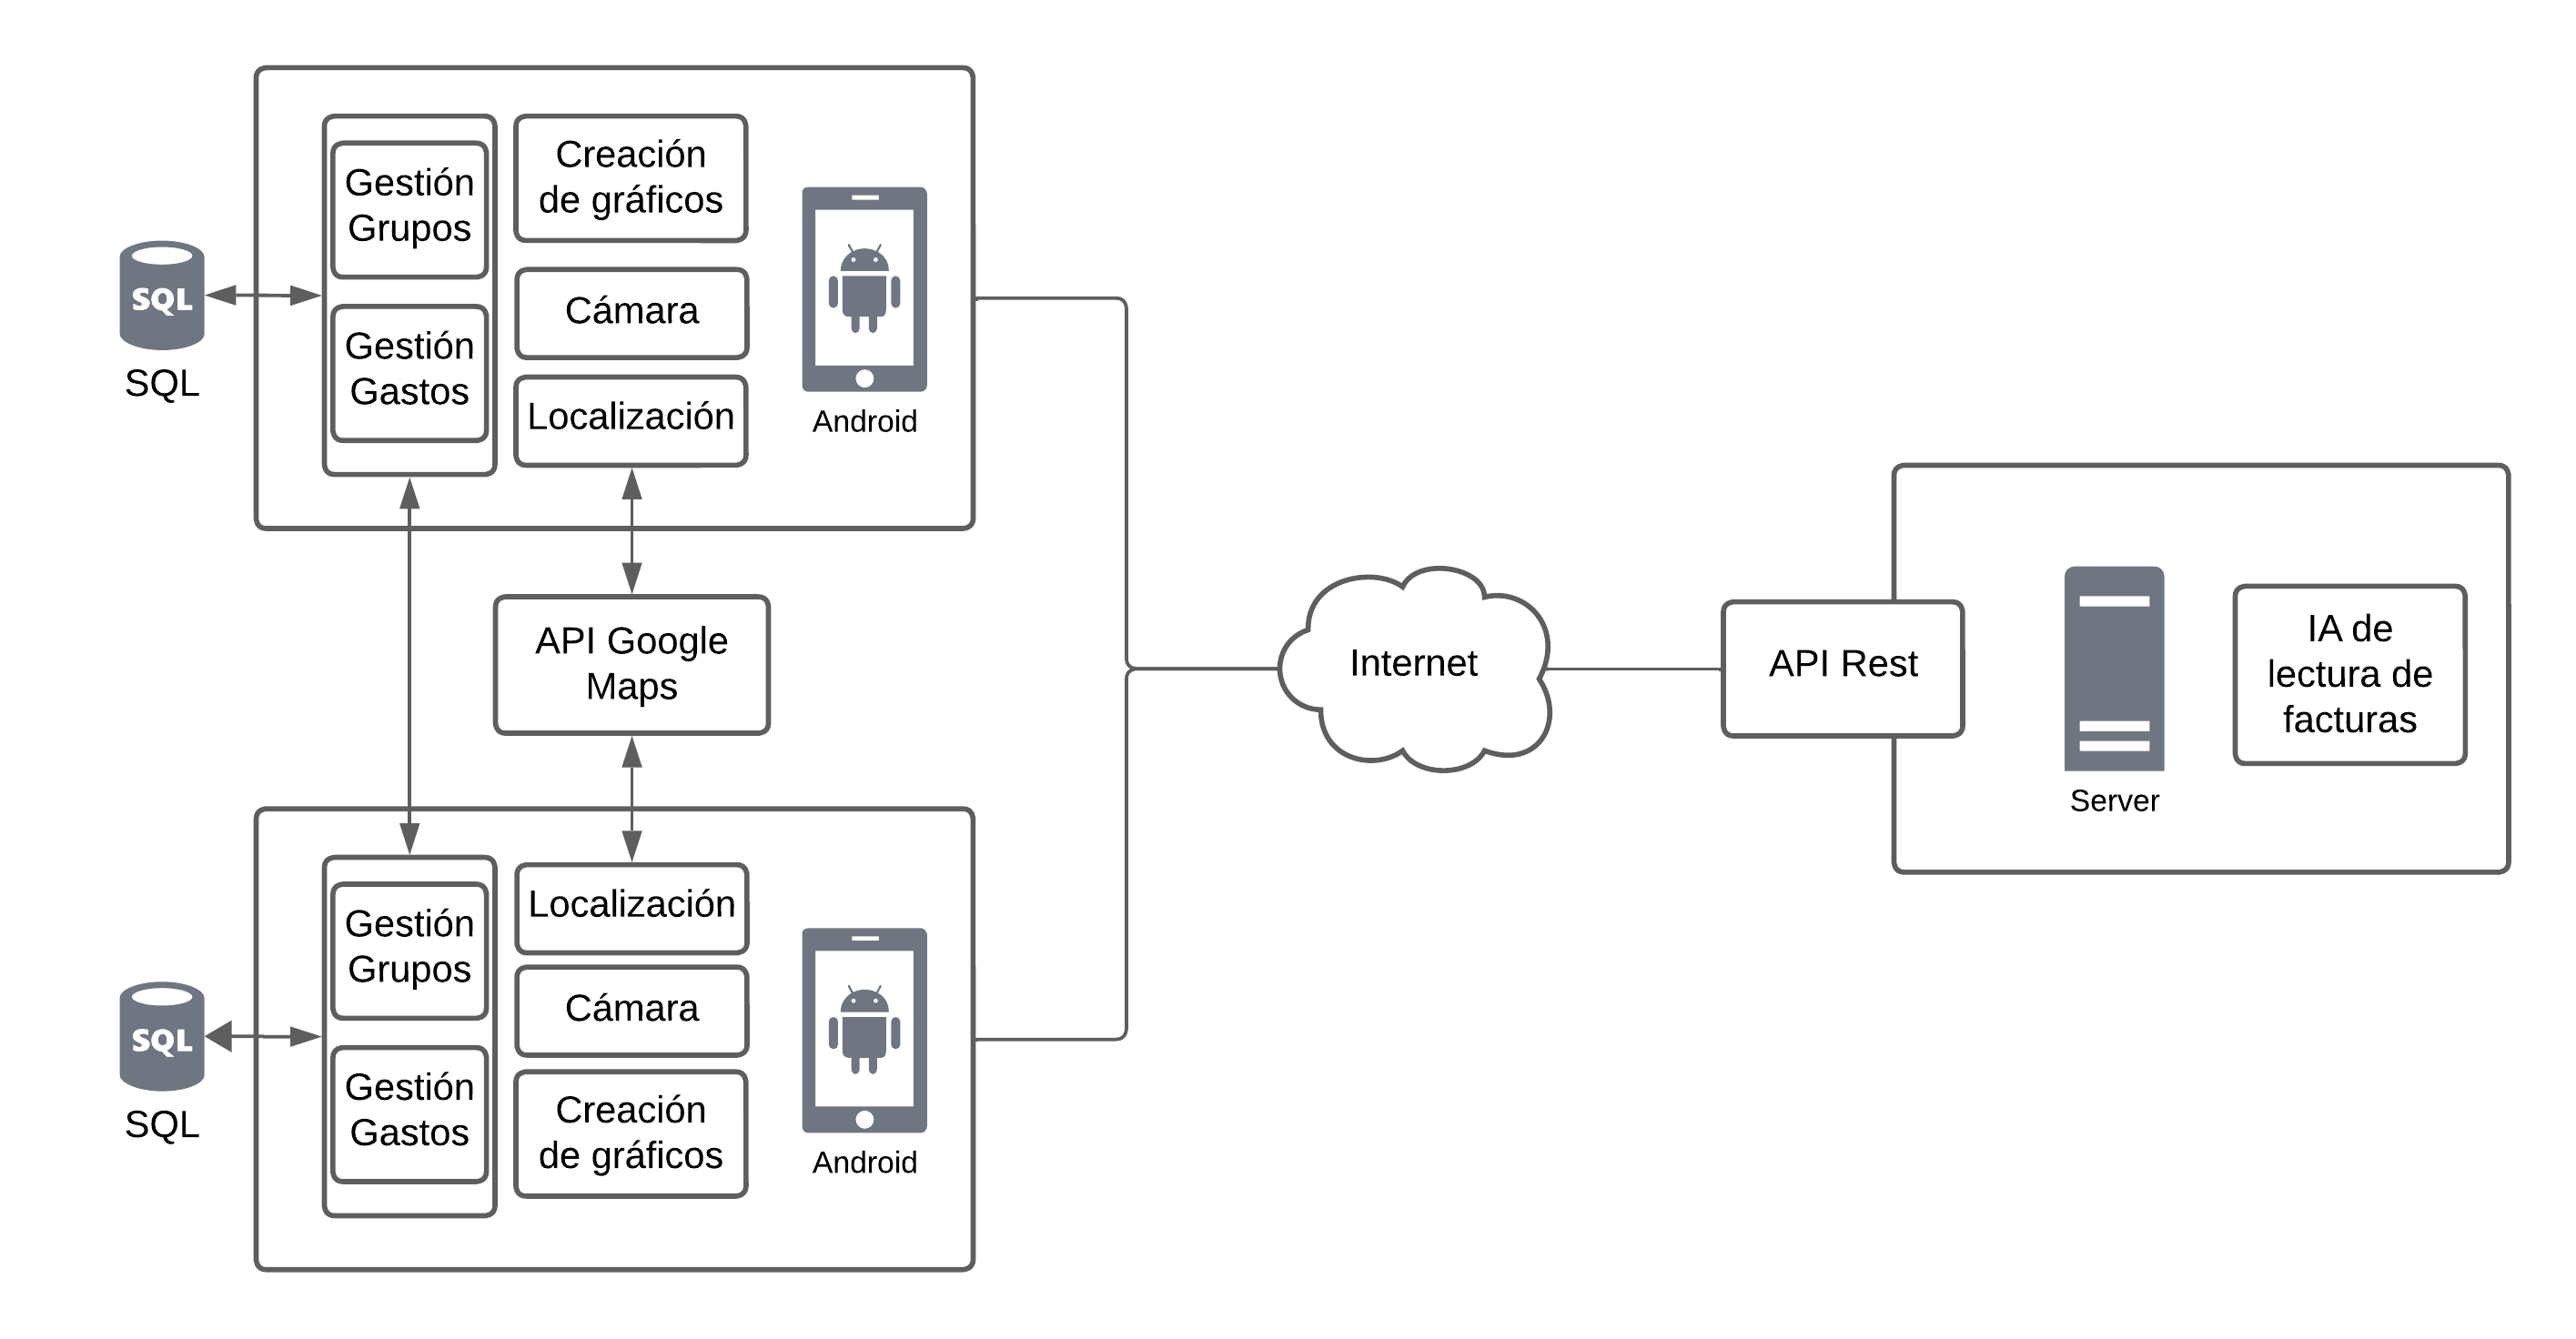 Gestión
Grupos
Creación
de gráficos
SQL
SQL
Gestión
Gastos
Cámara
Localización
Android
API Google
Maps
Internet
API Rest
Server
IA de
lectura de
facturas
Gestión
Grupos
Localización
SQL
SQL
Gestión
Gastos
Cámara
Creación
de gráficos
Android